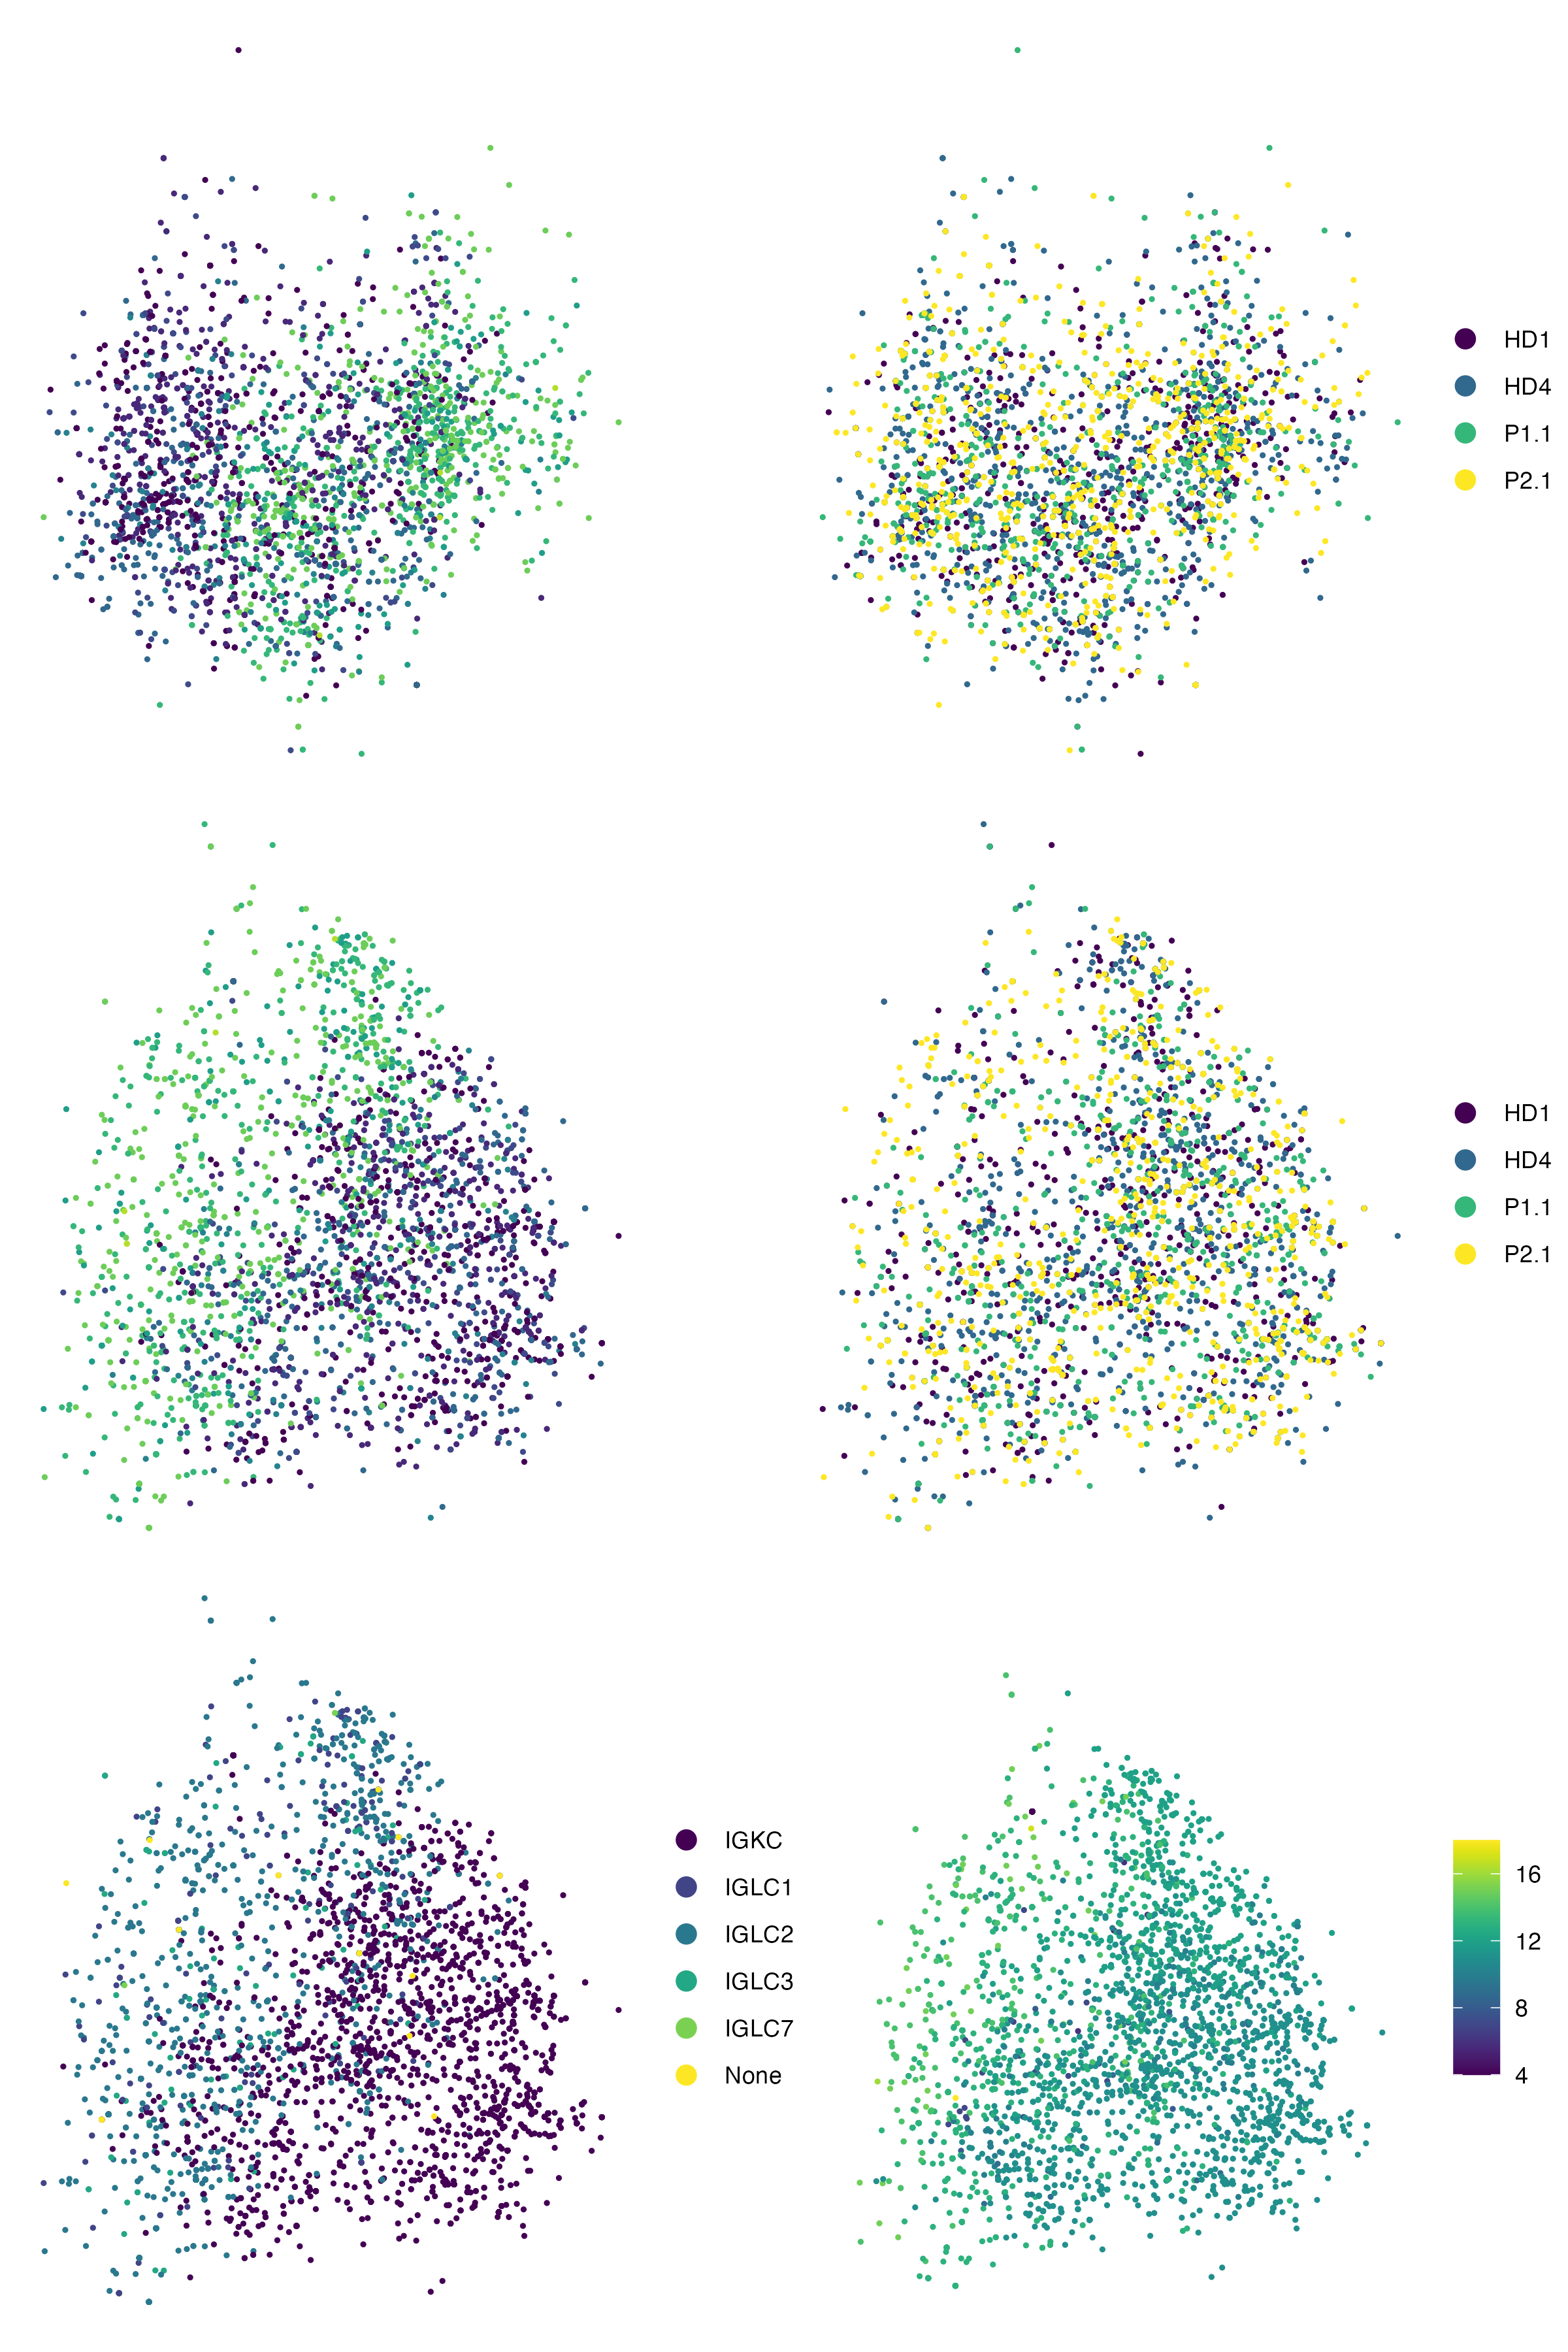 HD1
HD4
P1.1
P2.1
HD1
HD4
P1.1
P2.1
IGKC
IGLC1
IGLC2
IGLC3
IGLC7
None
16
12
8
4